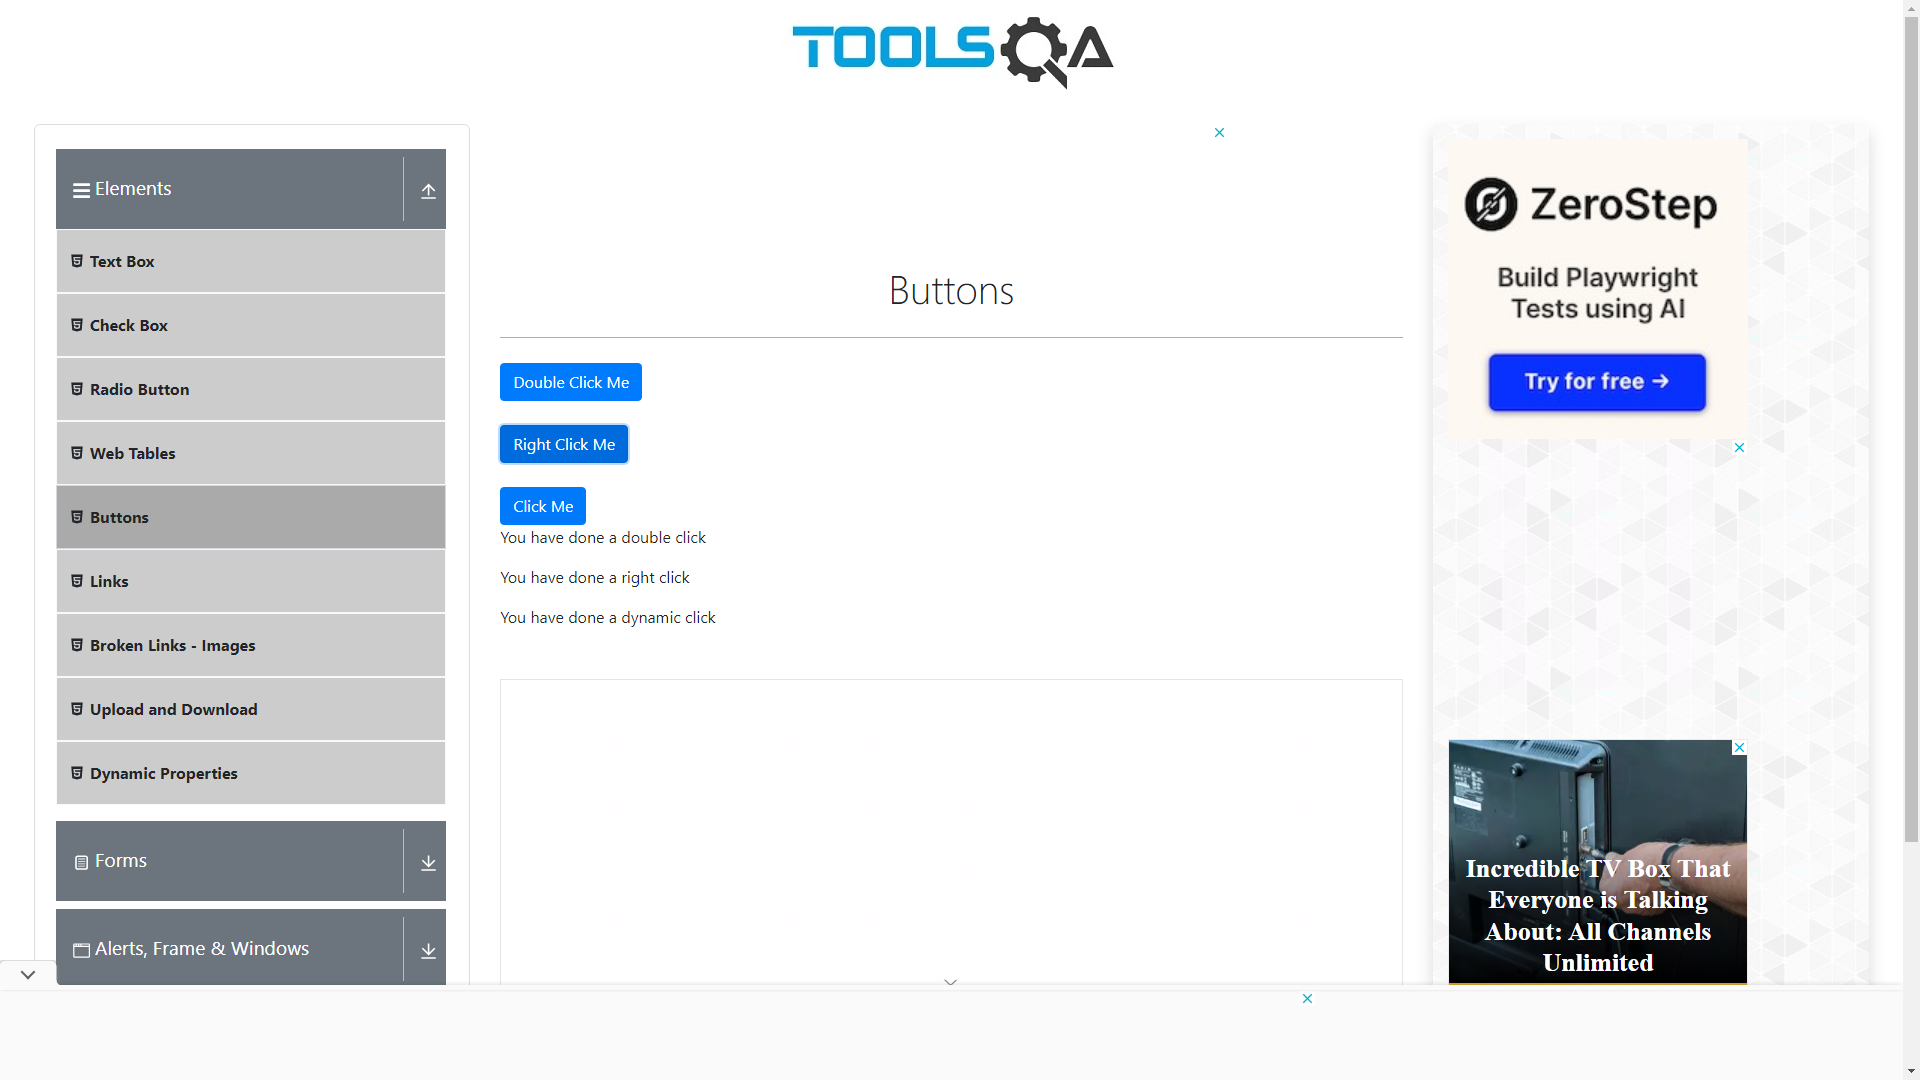 TOOLSQA
Elements
Text Box
Check Box
Radio Button
Web Tables
Buttons
Links
Broken Links - Images
Upload and Download
Dynamic Properties
Forms
Alerts, Frame & Windows
Buttons
Double Click Me
Right Click Me
Click Me
You have done a double click
You have done a right click
You have done a dynamic click
ZeroStep
Build Playwright
Tests using AI
Try for free →
Incredible TV Box That
Everyone is Talking
About: All Channels
Unlimited